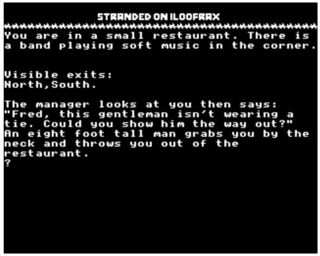 STRANDED ON ILOOFRAX
You are in a small restaurant. There is
a band playing soft music in the corner.
Visible exits:
North,South.
The manager looks at you then says:
"Fred, this gentleman isn't wearing a
tie. Could you show him the way out?"
An eight foot tall man grabs you by the
neck and throws you out of the
restaurant.
?